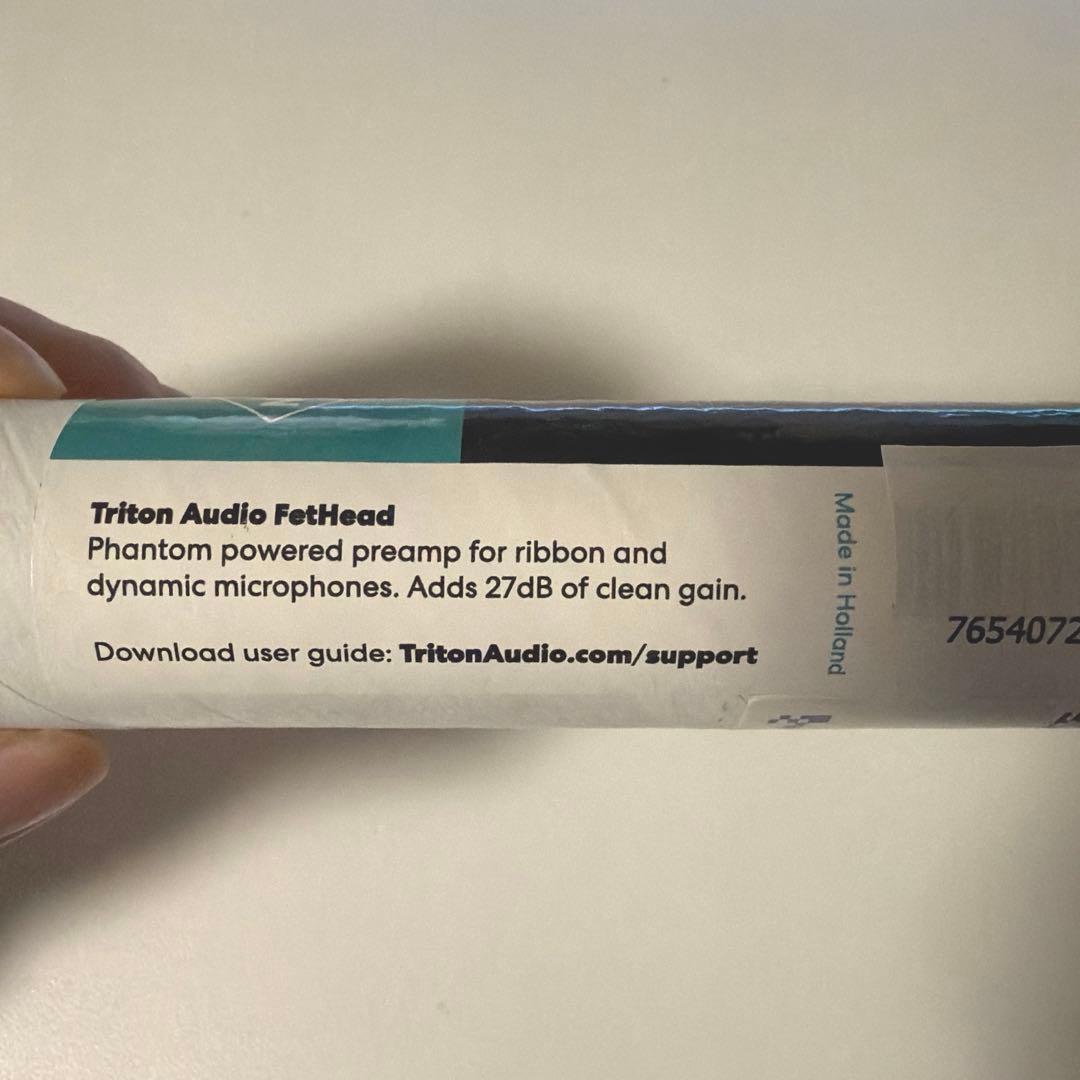 Triton Audio FetHead
Phantom powered preamp for ribbon and
dynamic microphones. Adds 27dB of clean gain.
Download user guide: TritonAudio.com/support
Made in Holland
7654072